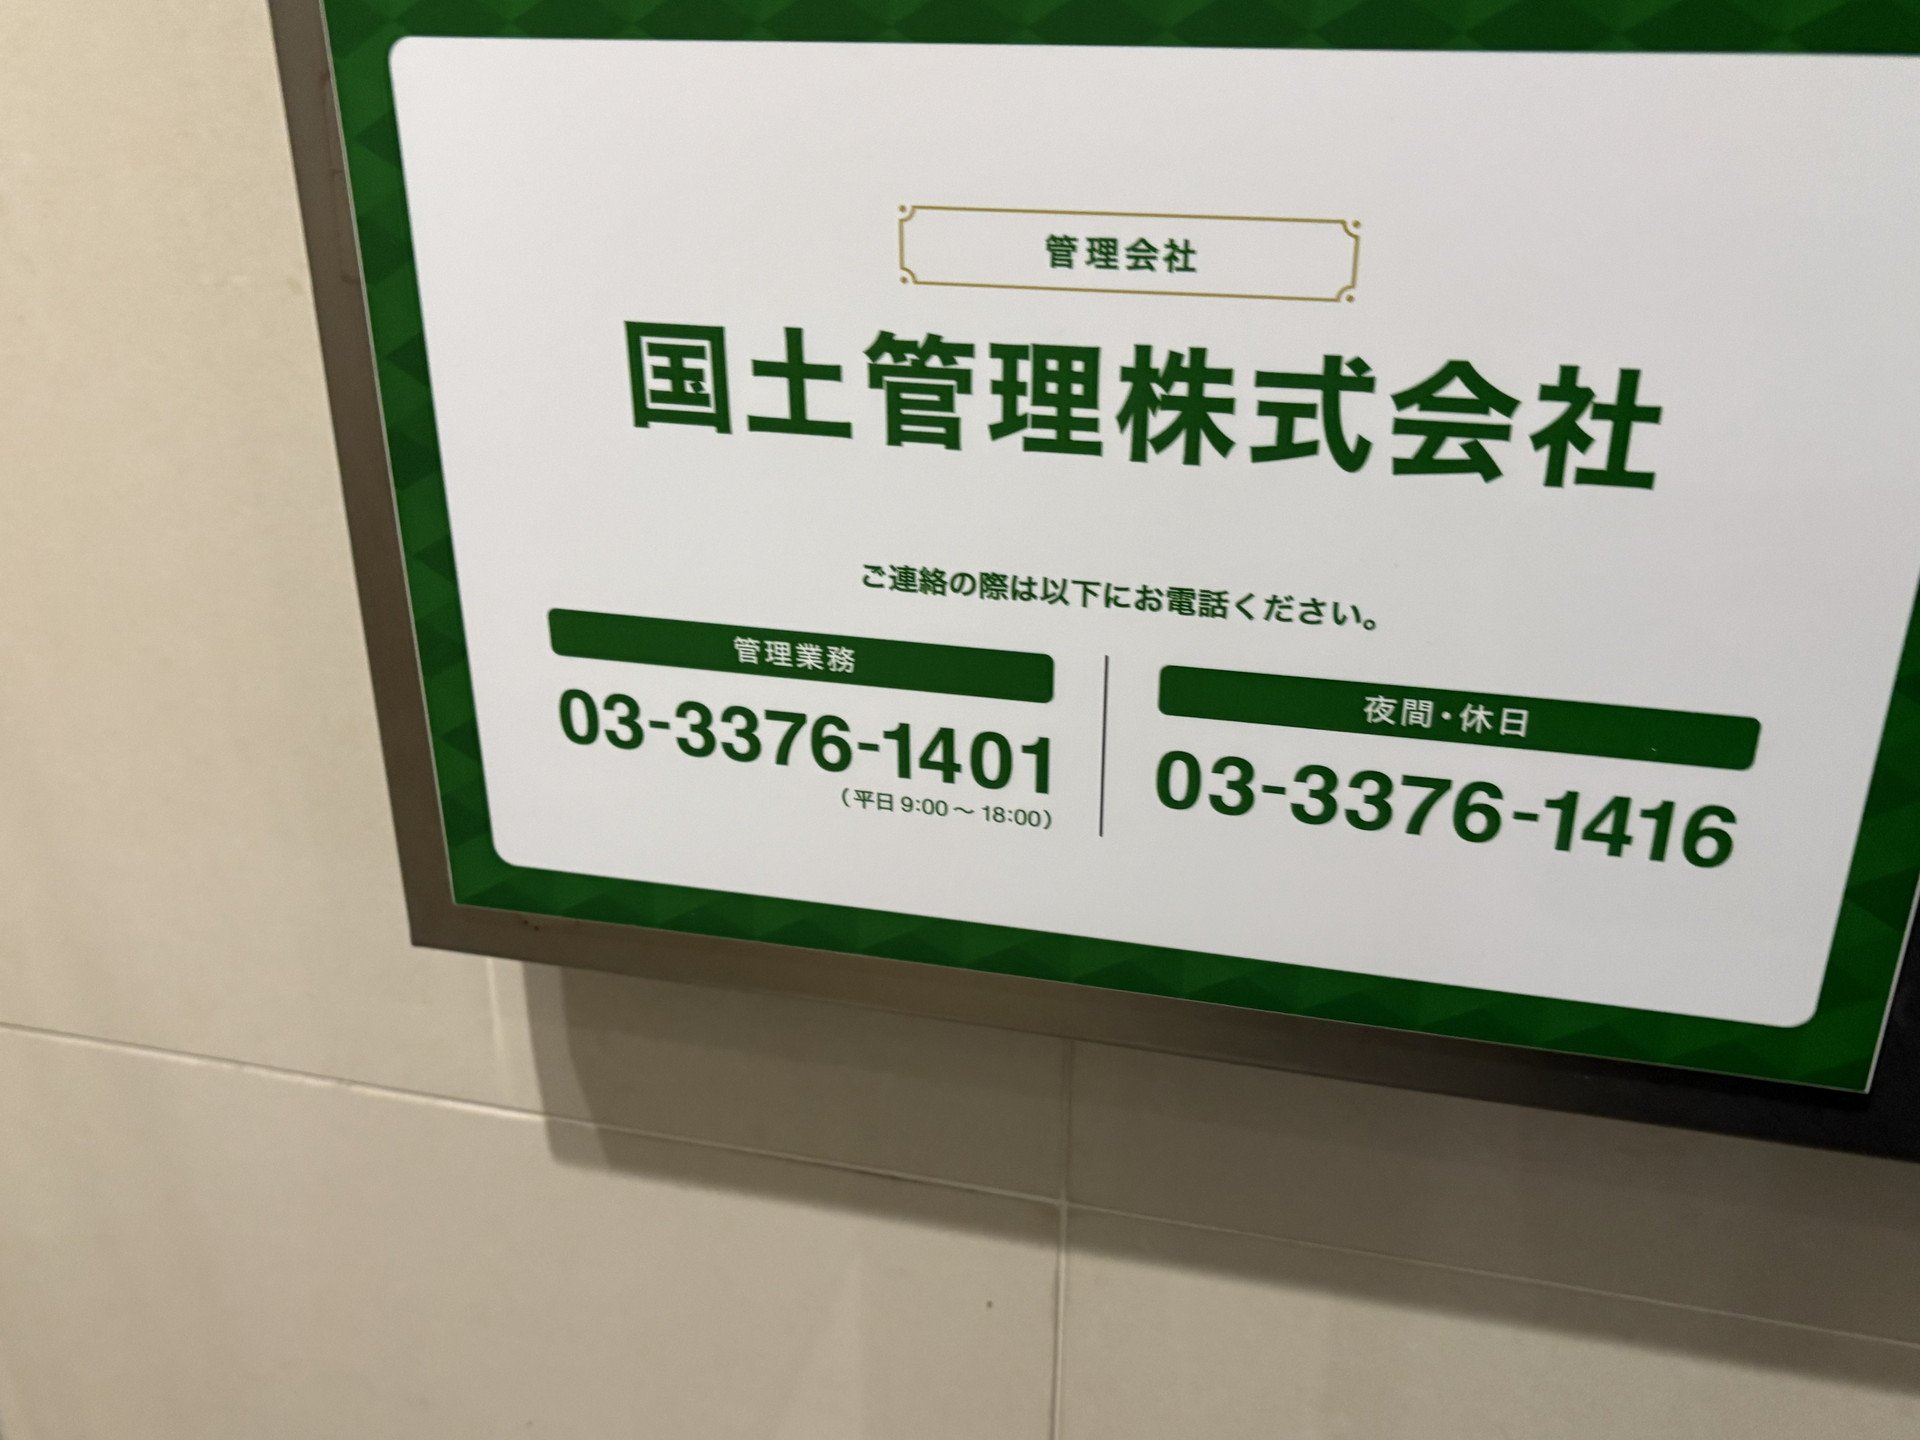 管理会社
国土管理株式会社
ご連絡の際は以下にお電話ください。
管理業務
03-3376-1401
（平日 9:00 ～ 18:00）
夜間・休日
03-3376-1416